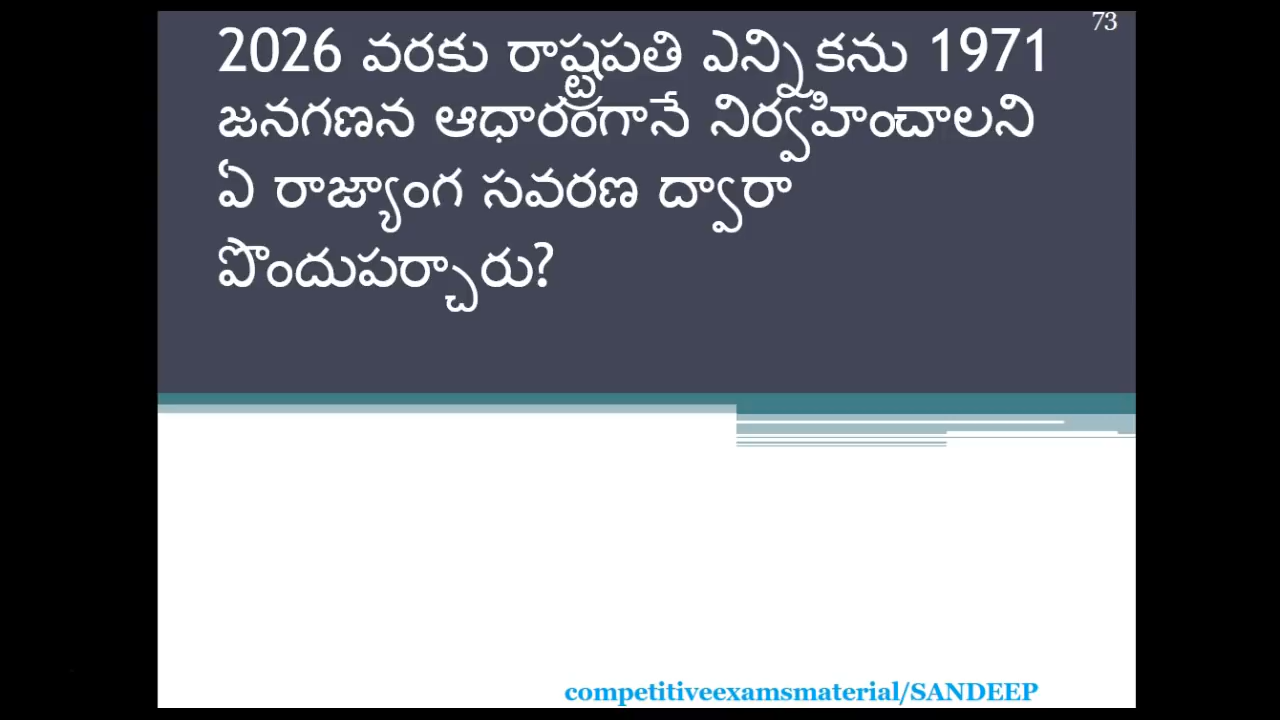 73
2026 వరకు రాష్ట్రపతి ఎన్నికను 1971
జనగణన ఆధారంగానే నిర్వహించాలని
ఏ రాజ్యాంగ సవరణ ద్వారా
పొందుపర్చారు?
competitiveexamsmaterial/SANDEEP